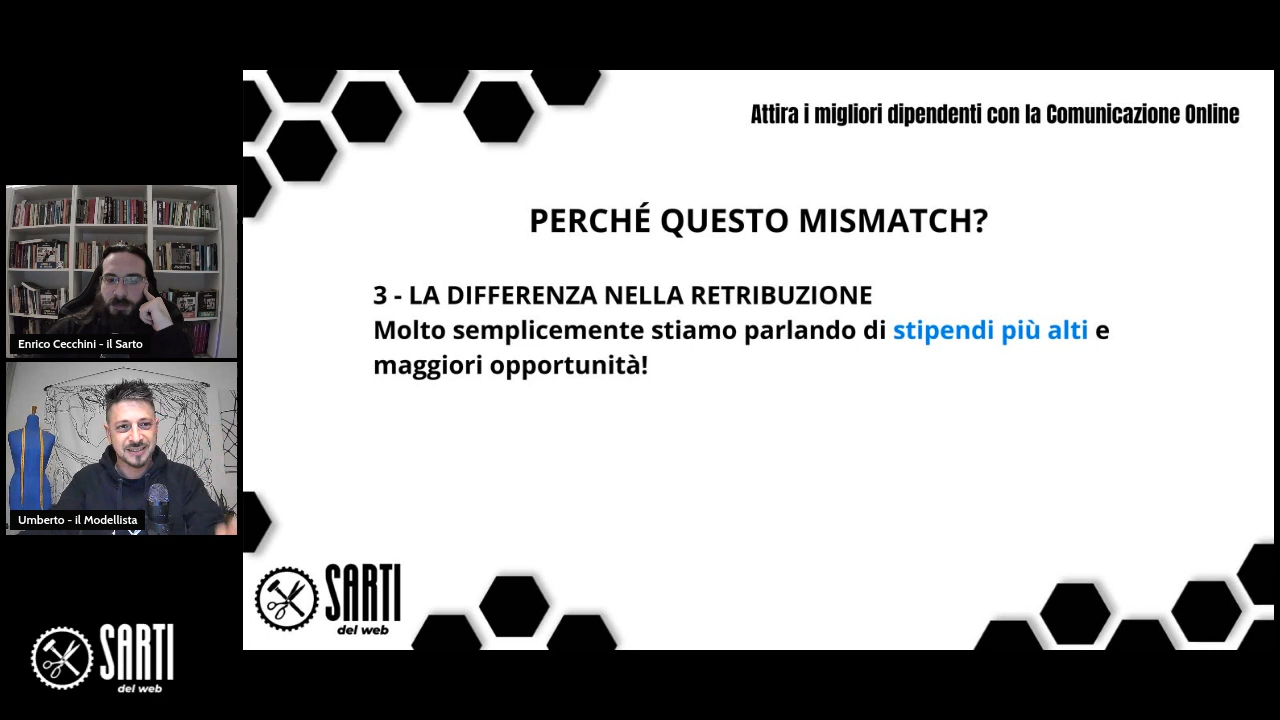 Attira i migliori dipendenti con la Comunicazione Online
PERCHÉ QUESTO MISMATCH?
3 - LA DIFFERENZA NELLA RETRIBUZIONE
Molto semplicemente stiamo parlando di stipendi più alti e
maggiori opportunità!
Enrico Cecchini - il Sarto
Umberto - il Modellista
SARTI
del web
SARTI
del web